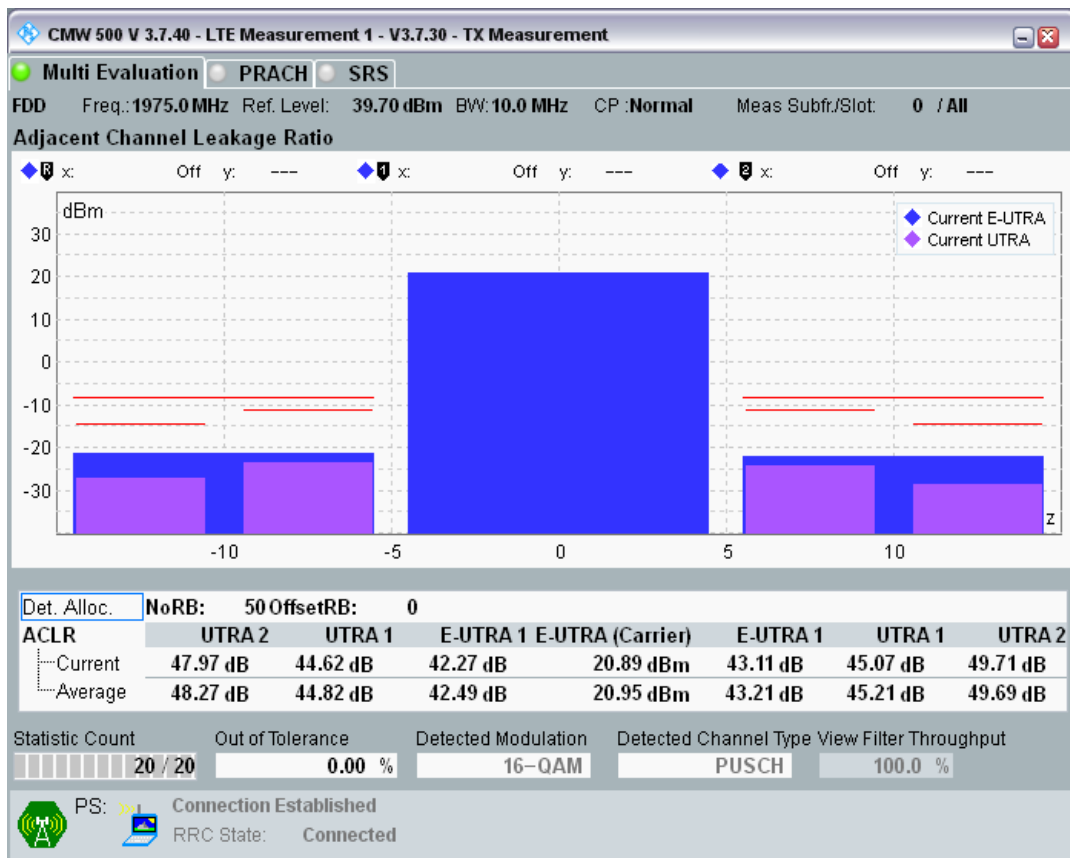 CMW 500 V 3.7.40 - LTE Measurement 1 - V3.7.30 - TX Measurement
Multi Evaluation PRACH SRS
FDD Freq.: 1975.0 MHz Ref. Level: 39.70 dBm BW: 10.0 MHz CP :Normal Meas Subfr./Slot: 0 / All
Adjacent Channel Leakage Ratio
R x: Off y: --- 1 x: Off y: --- 2 x: Off y: ---
dBm
Current E-UTRA
Current UTRA
30
20
10
0
-10
-20
-30
z
-10 -5 0 5 10
Det. Alloc. NoRB: 50 OffsetRB: 0
ACLR UTRA 2 UTRA 1 E-UTRA 1 E-UTRA (Carrier) E-UTRA 1 UTRA 1 UTRA 2
Current 47.97 dB 44.62 dB 42.27 dB 20.89 dBm 43.11 dB 45.07 dB 49.71 dB
Average 48.27 dB 44.82 dB 42.49 dB 20.95 dBm 43.21 dB 45.21 dB 49.69 dB
Statistic Count Out of Tolerance Detected Modulation Detected Channel Type View Filter Throughput
20 / 20 0.00 % 16-QAM PUSCH 100.0 %
PS: Connection Established
RRC State: Connected